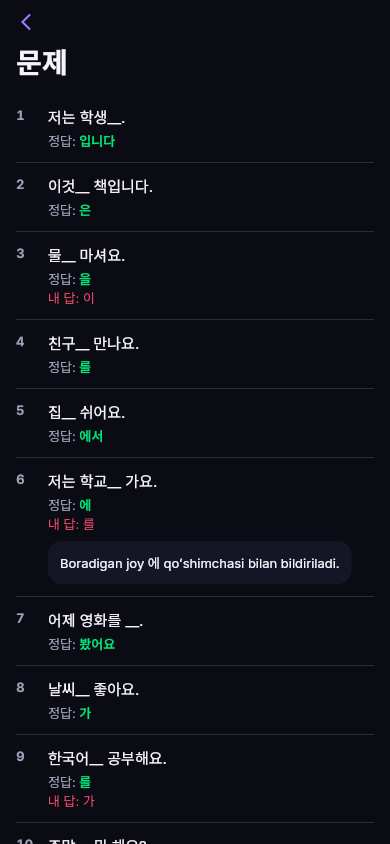 문제
1 저는 학생__.
정답: 입니다
2 이것__ 책입니다.
정답: 은
3 물__ 마셔요.
정답: 을
내 답: 이
4 친구__ 만나요.
정답: 를
5 집__ 쉬어요.
정답: 에서
6 저는 학교__ 가요.
정답: 에
내 답: 를
Boradigan joy 에 qoʻshimchasi bilan bildiriladi.
7 어제 영화를 __.
정답: 봤어요
8 날씨__ 좋아요.
정답: 가
9 한국어__ 공부해요.
정답: 를
내 답: 가
10